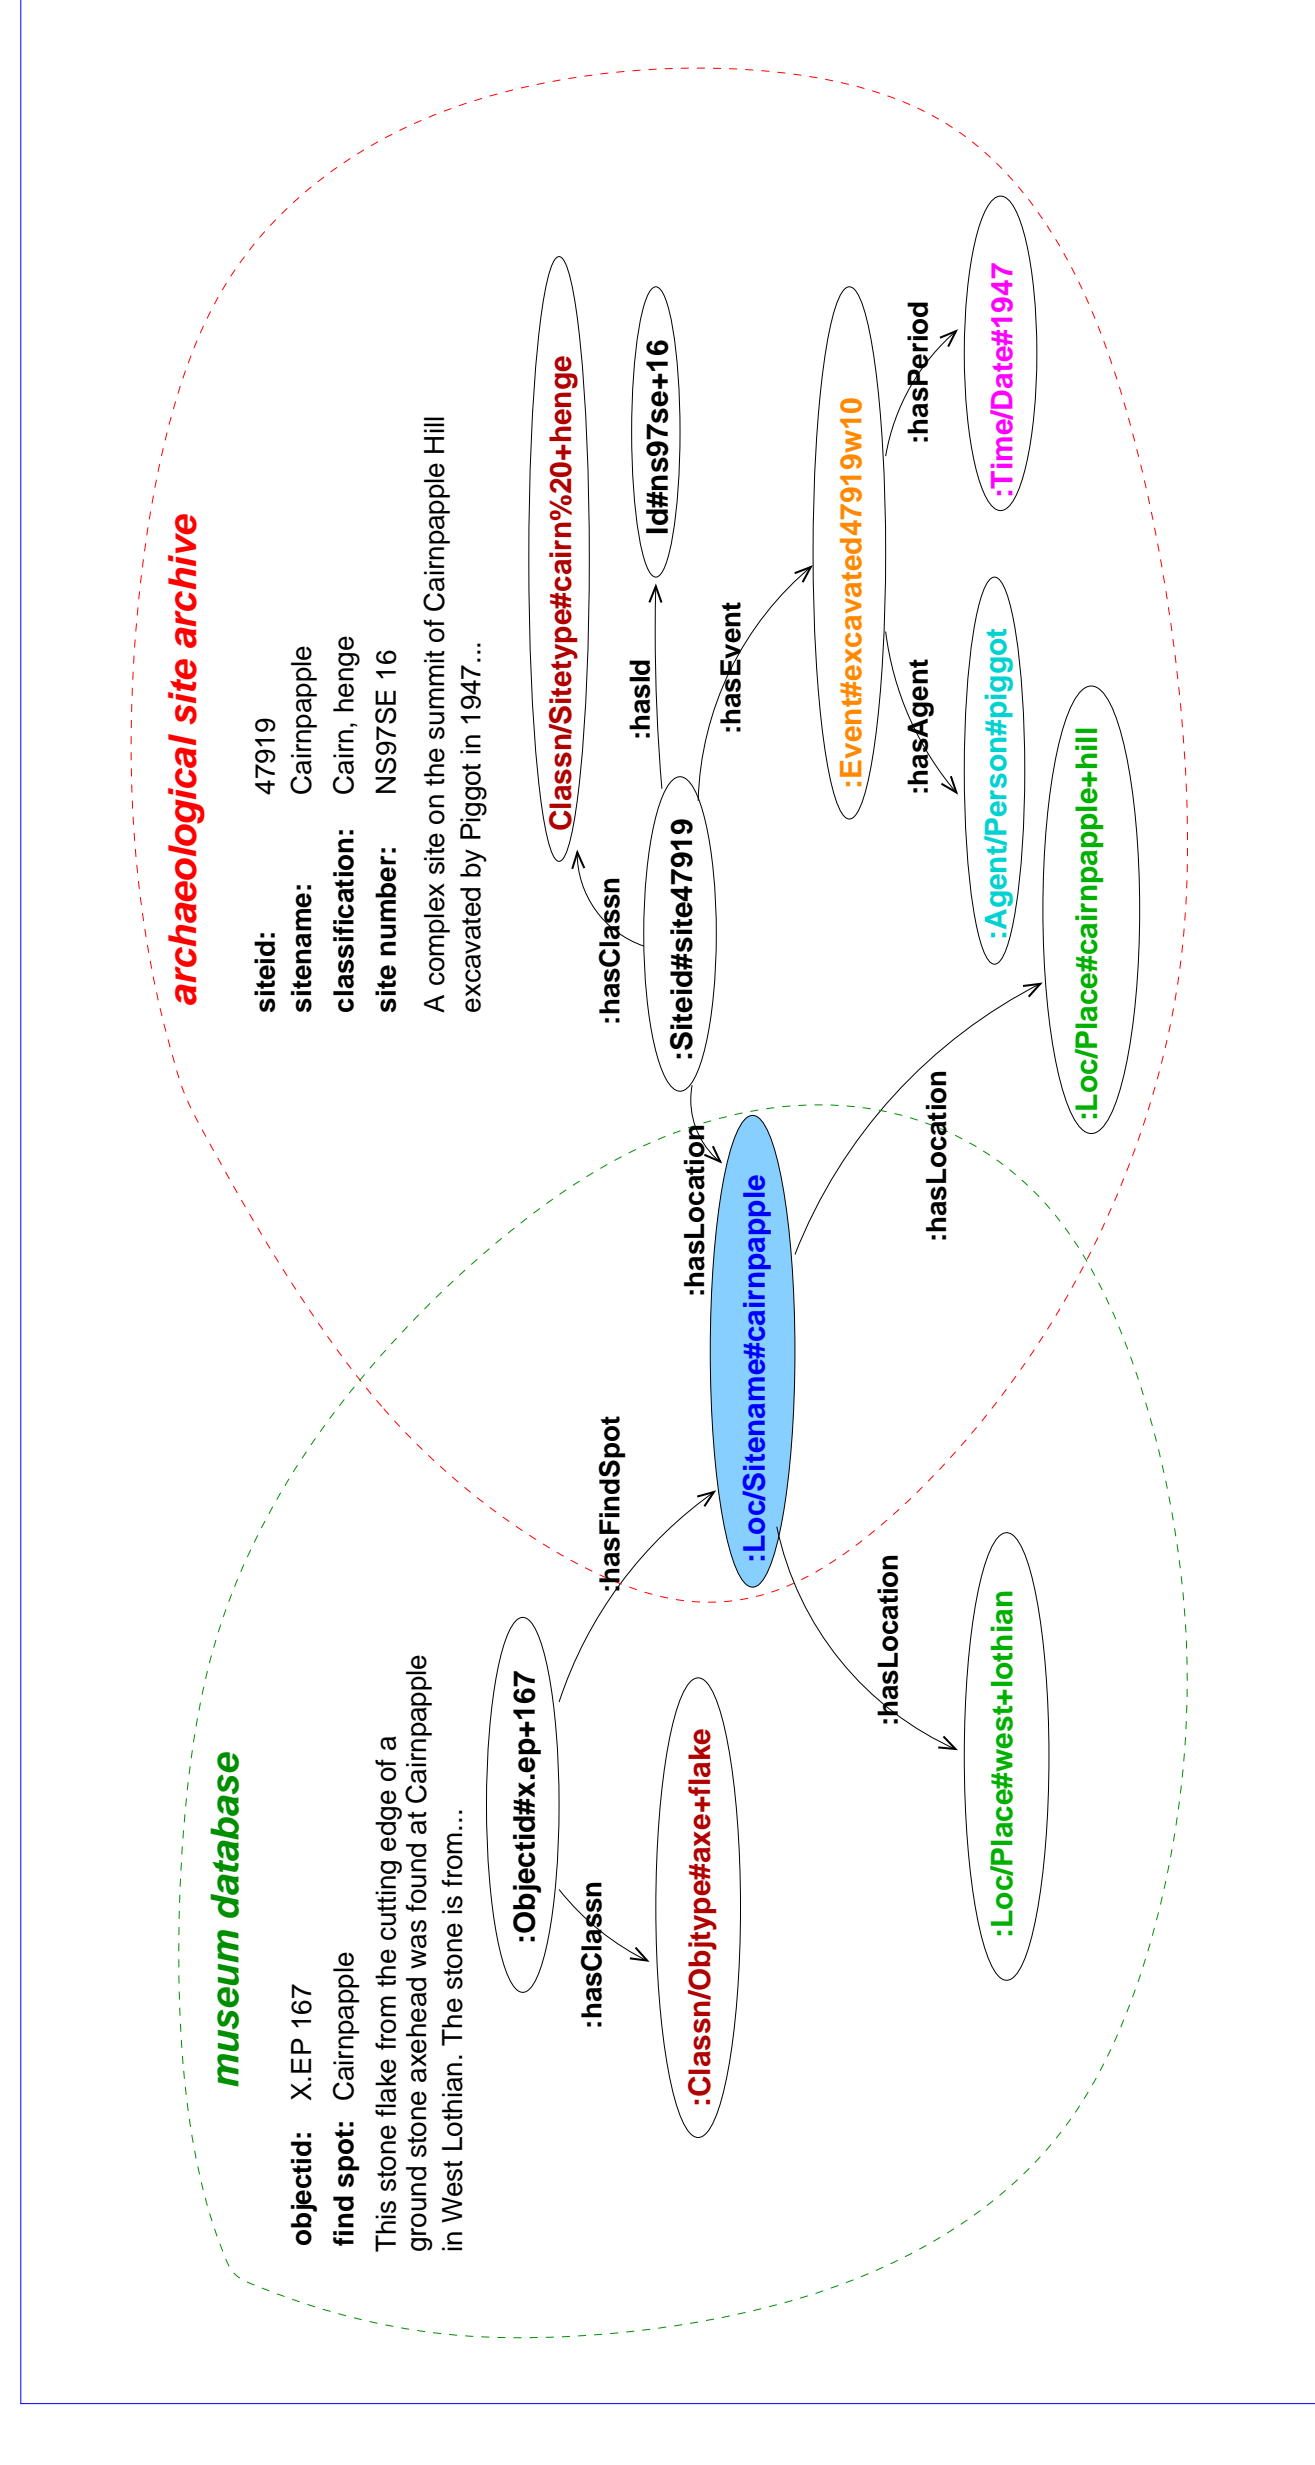 museum database
objectid: X.EP 167
find spot: Cairnpapple
This stone flake from the cutting edge of a
ground stone axehead was found at Cairnpapple
in West Lothian. The stone is from...
:Objectid#x.ep+167
:hasClassn
:hasFindSpot
:Classn/Objtype#axe+flake
:Loc/Sitename#cairnpapple
:hasLocation
:Loc/Place#west+lothian
archaeological site archive
siteid: 47919
sitename: Cairnpapple
classification: Cairn, henge
site number: NS97SE 16
A complex site on the summit of Cairnpapple Hill
excavated by Piggot in 1947...
Classn/Sitetype#cairn%20+henge
:hasClassn
:hasId
Id#ns97se+16
:Siteid#site47919
:hasLocation
:hasEvent
:Event#excavated47919w10
:hasAgent
:hasPeriod
:Agent/Person#piggot
:Time/Date#1947
:hasLocation
:Loc/Place#cairnpapple+hill